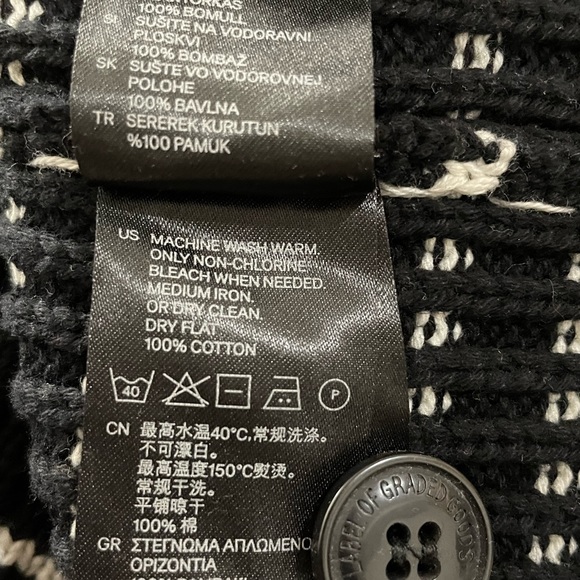 100% BOMULL
SI SUŠITE NA VODORAVNI
PLOSKVI
100% BOMBAŽ
SK SUŠTE VO VODOROVNEJ
POLOHE
100% BAVLNA
TR SEREREK KURUTUN
%100 PAMUK
US MACHINE WASH WARM.
ONLY NON-CHLORINE
BLEACH WHEN NEEDED.
MEDIUM IRON.
OR DRY CLEAN.
DRY FLAT
100% COTTON
40
P
CN 最高水温40°C,常规洗涤。
不可漂白。
最高温度150°C熨烫。
常规干洗。
平铺晾干
100% 棉
GR ΣΤΕΓΝΩΜΑ ΑΠΛΩΜΕΝΟ
ΟΡΙΖΟΝΤΙΑ
LABEL OF GRADED GOODS